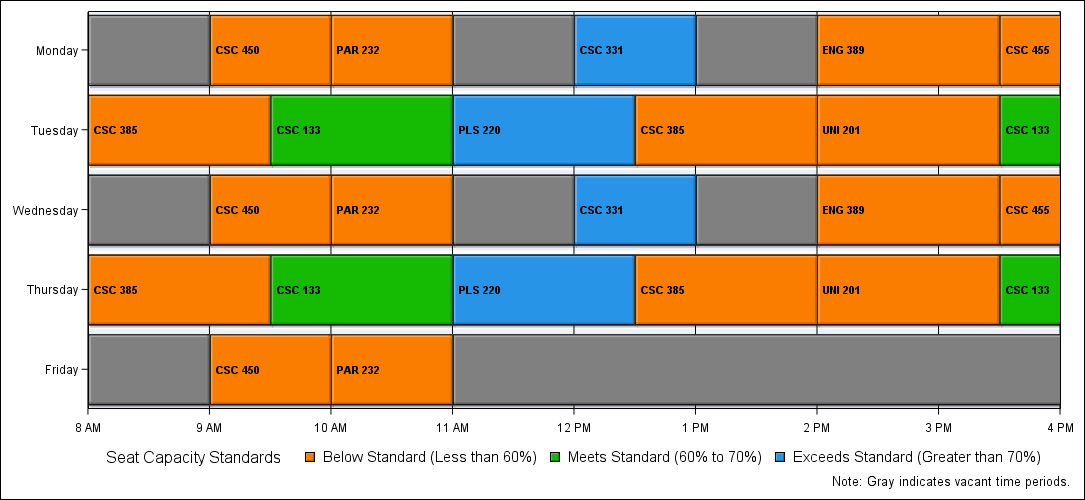 Monday CSC 450 PAR 232 CSC 331 ENG 389 CSC 455
Tuesday CSC 385 CSC 133 PLS 220 CSC 385 UNI 201 CSC 133
Wednesday CSC 450 PAR 232 CSC 331 ENG 389 CSC 455
Thursday CSC 385 CSC 133 PLS 220 CSC 385 UNI 201 CSC 133
Friday CSC 450 PAR 232
8 AM 9 AM 10 AM 11 AM 12 PM 1 PM 2 PM 3 PM 4 PM
Seat Capacity Standards Below Standard (Less than 60%) Meets Standard (60% to 70%) Exceeds Standard (Greater than 70%)
Note: Gray indicates vacant time periods.